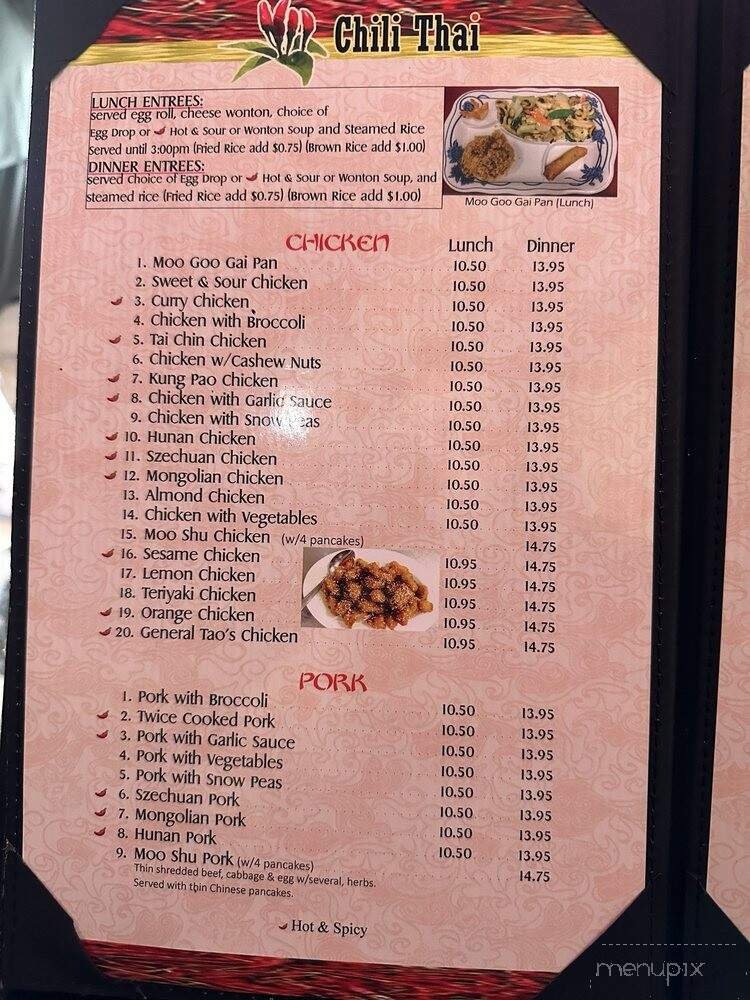 Chili Thai
LUNCH ENTREES:
served egg roll, cheese wonton, Choice of
Egg Drop or Hot & Sour or Wonton Soup and Steamed Rice
Served until 3:00pm (Fried Rice add $0.75) (Brown Rice add $1.00)
DINNER ENTREES:
served choice of Egg Drop or Hot & Sour or Wonton Soup, and
steamed rice (Fried Rice add $0.75) (Brown Rice add $1.00)
Moo Goo Gai Pan (Lunch)
CHICKEN Lunch Dinner
1. Moo Goo Gai Pan 10.50 13.95
2. Sweet & Sour Chicken 10.50 13.95
3. Curry Chicken 10.50 13.95
4. Chicken with Broccoli 10.50 13.95
5. Tai Chin Chicken 10.50 13.95
6. Chicken w/Cashew Nuts 10.50 13.95
7. Kung Pao Chicken 10.50 13.95
8. Chicken with Garlic Sauce 10.50 13.95
9. Chicken with Snow Peas 10.50 13.95
10. Hunan Chicken 10.50 13.95
11. Szechuan Chicken 10.50 13.95
12. Mongolian Chicken 10.50 13.95
13. Almond Chicken 10.50 13.95
14. Chicken with Vegetables 10.50 13.95
15. Moo Shu Chicken (w/4 pancakes) 14.75
16. Sesame Chicken 10.95 14.75
17. Lemon Chicken 10.95 14.75
18. Teriyaki Chicken 10.95 14.75
19. Orange Chicken 10.95 14.75
20. General Tao's Chicken 10.95 14.75
PORK
1. Pork with Broccoli 10.50 13.95
2. Twice Cooked Pork 10.50 13.95
3. Pork with Garlic Sauce 10.50 13.95
4. Pork with Vegetables 10.50 13.95
5. Pork with Snow Peas 10.50 13.95
6. Szechuan Pork 10.50 13.95
7. Mongolian Pork 10.50 13.95
8. Hunan Pork 10.50 13.95
9. Moo Shu Pork (w/4 pancakes) 14.75
Thin shredded beef, cabbage & egg w/several, herbs.
Served with thin Chinese pancakes.
Hot & Spicy
menupix